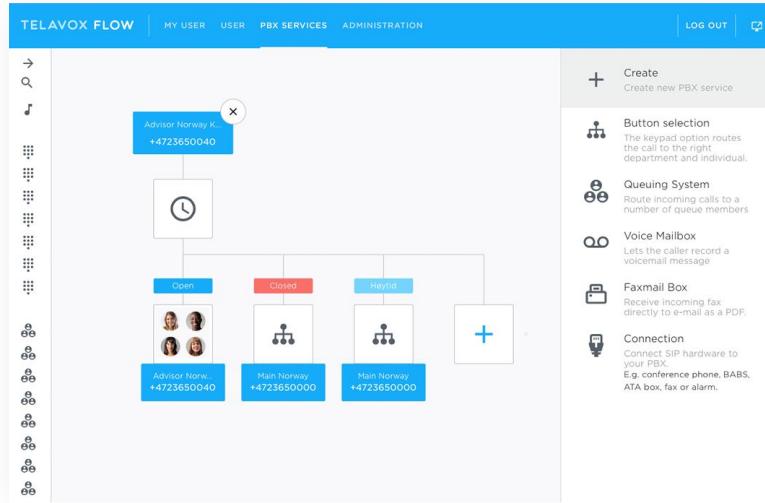 TELAVOX FLOW
MY USER
USER
PBX SERVICES
ADMINISTRATION
LOG OUT
Advisor Norway K...
+4723650040
Open
Closed
Høytid
Advisor Norw...
+4723650040
Main Norway
+4723650000
Main Norway
+4723650000
Create
Create new PBX service
Button selection
The keypad option routes
the call to the right
department and individual.
Queuing System
Route incoming calls to a
number of queue members
Voice Mailbox
Lets the caller record a
voicemail message
Faxmail Box
Receive incoming fax
directly to e-mail as a PDF.
Connection
Connect SIP hardware to
your PBX.
E.g. conference phone, BABS,
ATA box, fax or alarm.